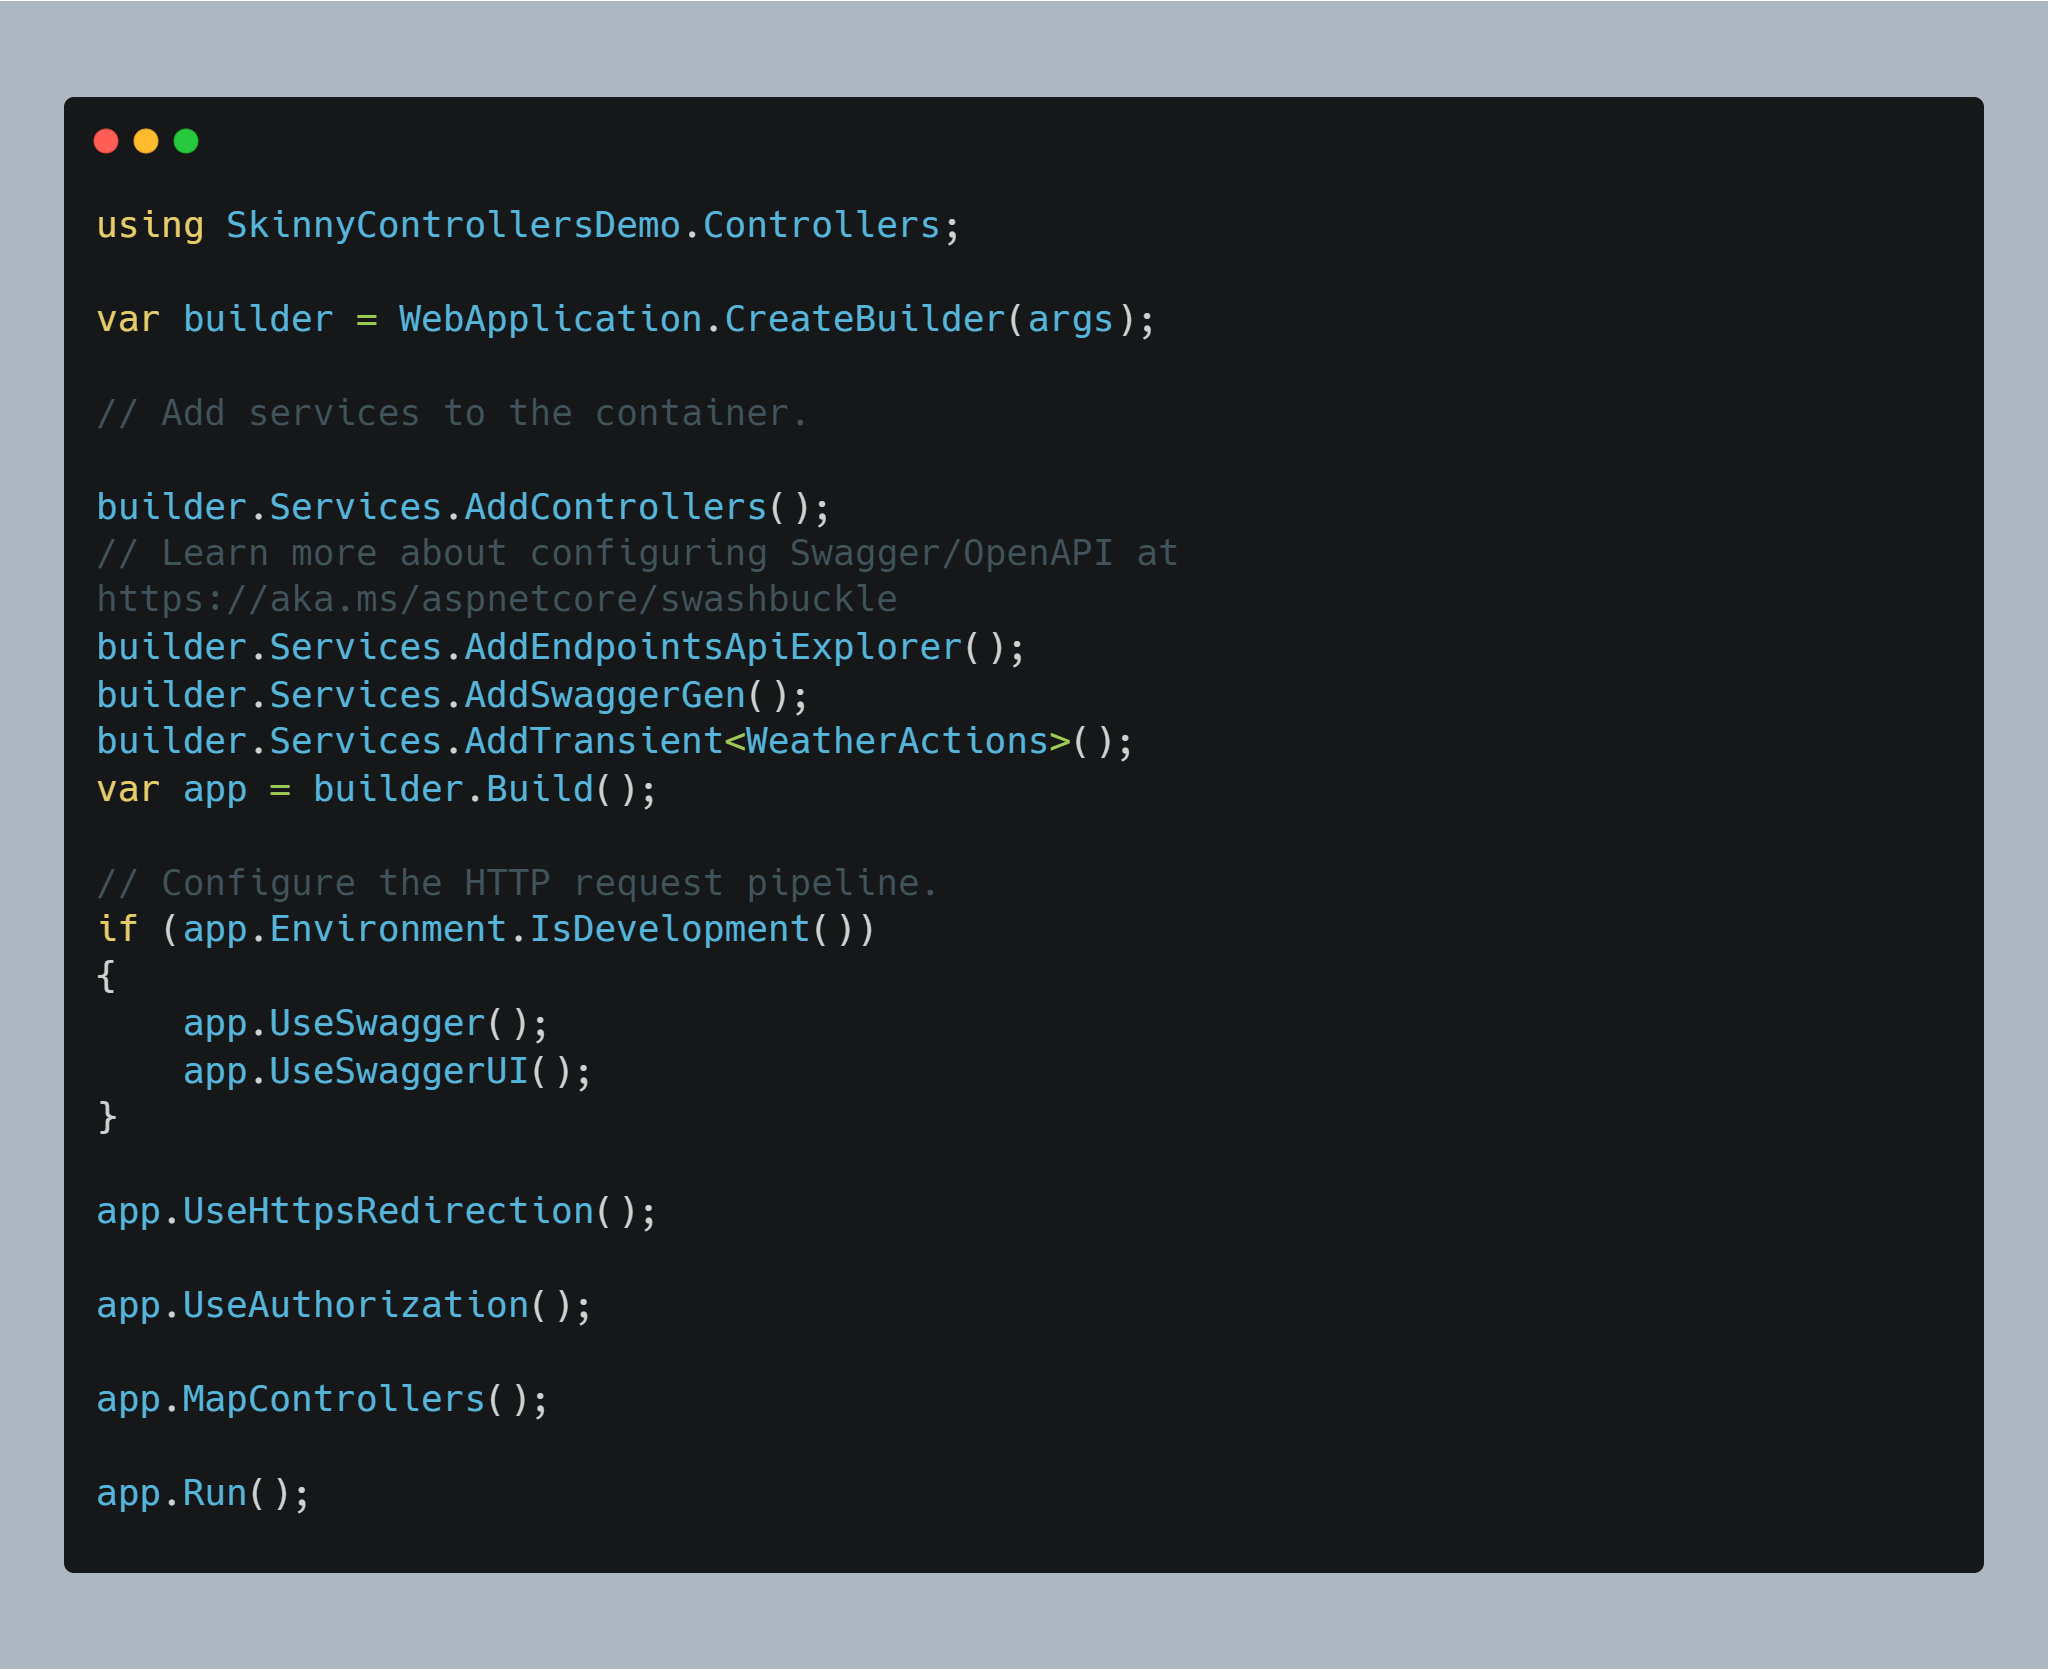 using SkinnyControllersDemo.Controllers;
var builder = WebApplication.CreateBuilder(args);
// Add services to the container.
builder.Services.AddControllers();
// Learn more about configuring Swagger/OpenAPI at
https://aka.ms/aspnetcore/swashbuckle
builder.Services.AddEndpointsApiExplorer();
builder.Services.AddSwaggerGen();
builder.Services.AddTransient<WeatherActions>();
var app = builder.Build();
// Configure the HTTP request pipeline.
if (app.Environment.IsDevelopment())
{
    app.UseSwagger();
    app.UseSwaggerUI();
}
app.UseHttpsRedirection();
app.UseAuthorization();
app.MapControllers();
app.Run();